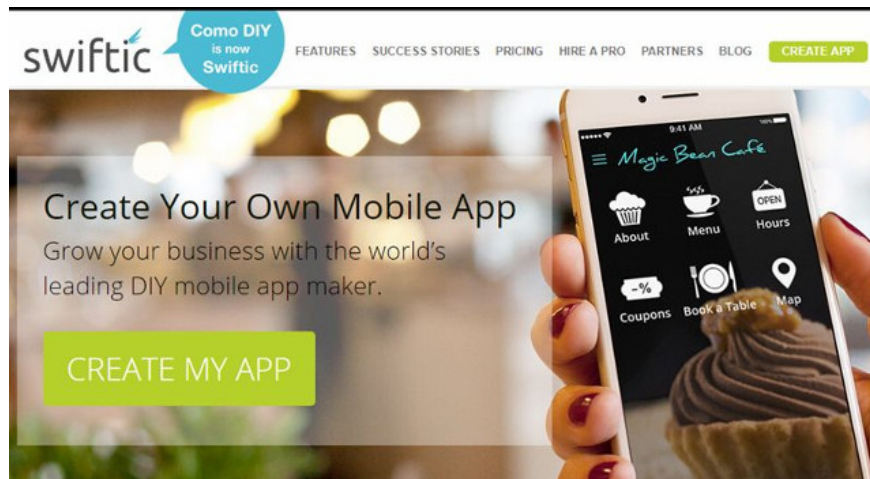 swiftic
Como DIY
is now
Swiftic
FEATURES SUCCESS STORIES PRICING HIRE A PRO PARTNERS BLOG CREATE APP
Create Your Own Mobile App
Grow your business with the world's
leading DIY mobile app maker.
CREATE MY APP
9:41 AM 100%
Magic Bean Café
OPEN
About Menu Hours
-%
Coupons Book a Table Map